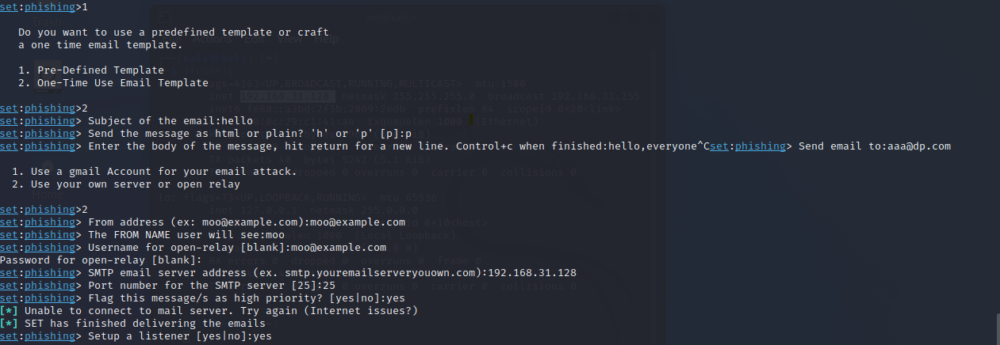 set:phishing>1
Do you want to use a predefined template or craft
a one time email template.
1. Pre-Defined Template
2. One-Time Use Email Template
set:phishing>2
set:phishing> Subject of the email:hello
set:phishing> Send the message as html or plain? 'h' or 'p' [p]:p
set:phishing> Enter the body of the message, hit return for a new line. Control+c when finished:hello,everyone^Cset:phishing> Send email to:aaa@dp.com
1. Use a gmail Account for your email attack.
2. Use your own server or open relay
set:phishing>2
set:phishing> From address (ex: moo@example.com):moo@example.com
set:phishing> The FROM NAME user will see:moo
set:phishing> Username for open-relay [blank]:moo@example.com
Password for open-relay [blank]:
set:phishing> SMTP email server address (ex. smtp.youremailserveryouown.com):192.168.31.128
set:phishing> Port number for the SMTP server [25]:25
set:phishing> Flag this message/s as high priority? [yes|no]:yes
[*] Unable to connect to mail server. Try again (Internet issues?)
[*] SET has finished delivering the emails
set:phishing> Setup a listener [yes|no]:yes